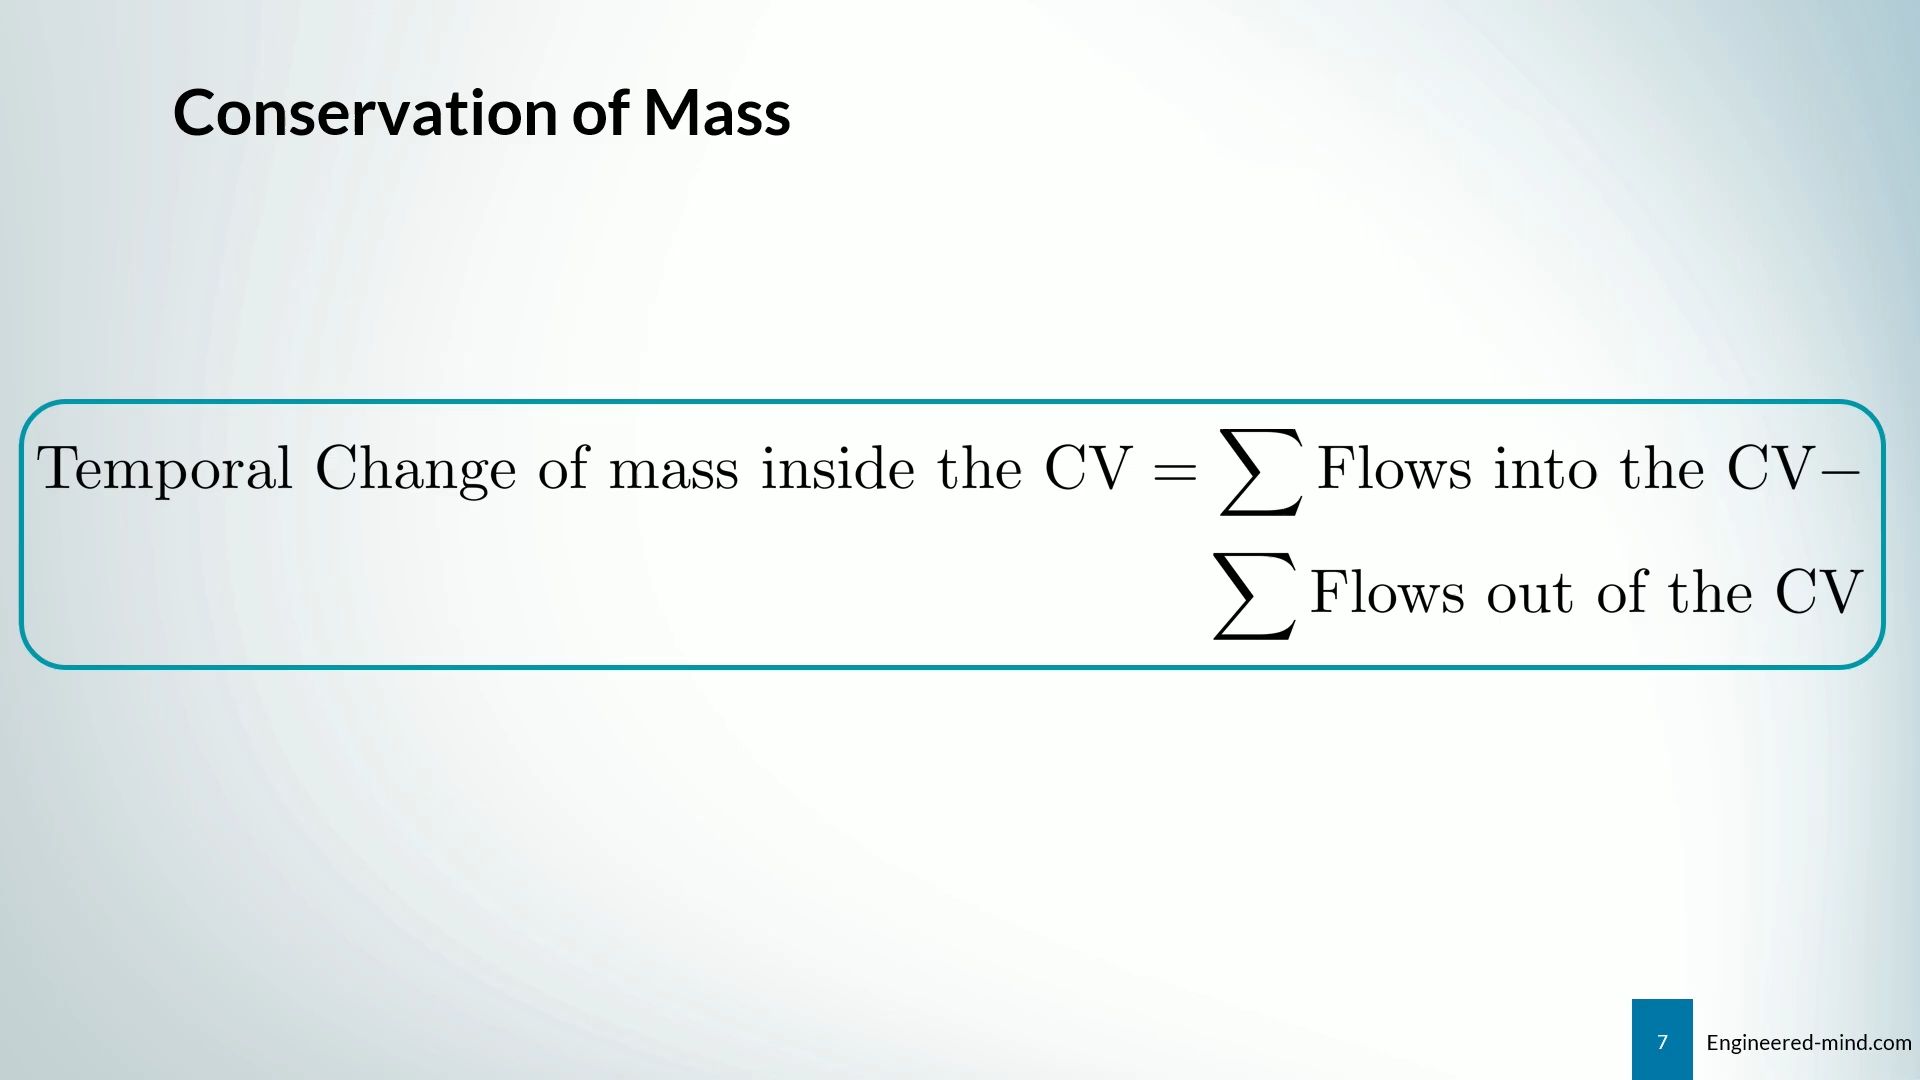 Conservation of Mass
Temporal Change of mass inside the CV = ∑ Flows into the CV−
∑ Flows out of the CV
7
Engineered-mind.com